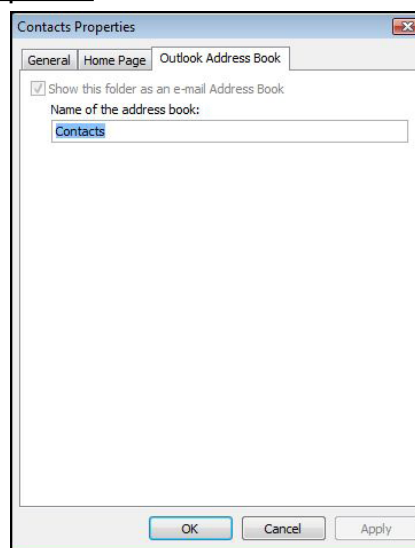 Contacts Properties
General Home Page Outlook Address Book
Show this folder as an e-mail Address Book
Name of the address book:
Contacts
OK Cancel Apply